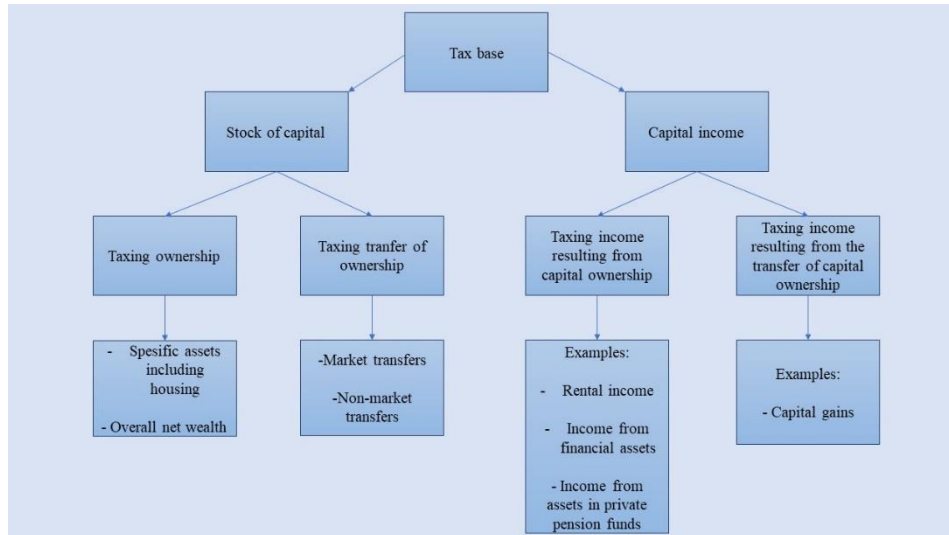 Tax base
Stock of capital
Capital income
Taxing ownership
Taxing tranfer of
ownership
Taxing income
resulting from
capital ownership
Taxing income
resulting from the
transfer of capital
ownership
- Spesific assets
including
housing
- Overall net wealth
-Market transfers
-Non-market
transfers
Examples:
- Rental income
- Income from
financial assets
- Income from
assets in private
pension funds
Examples:
- Capital gains